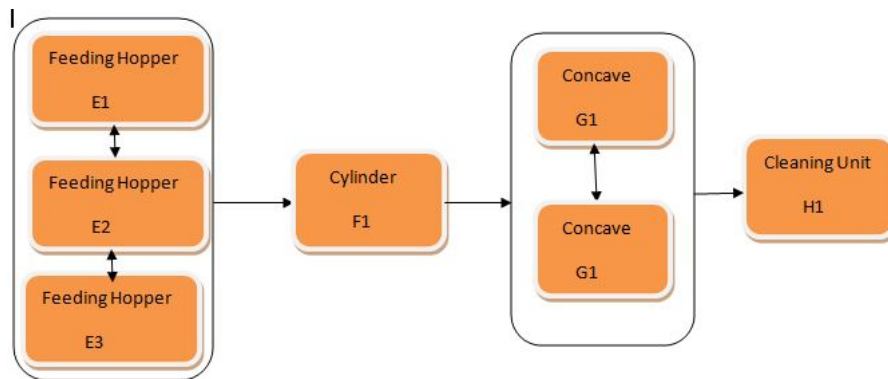 Feeding Hopper
E1
Feeding Hopper
E2
Feeding Hopper
E3
Cylinder
F1
Concave
G1
Concave
G1
Cleaning Unit
H1